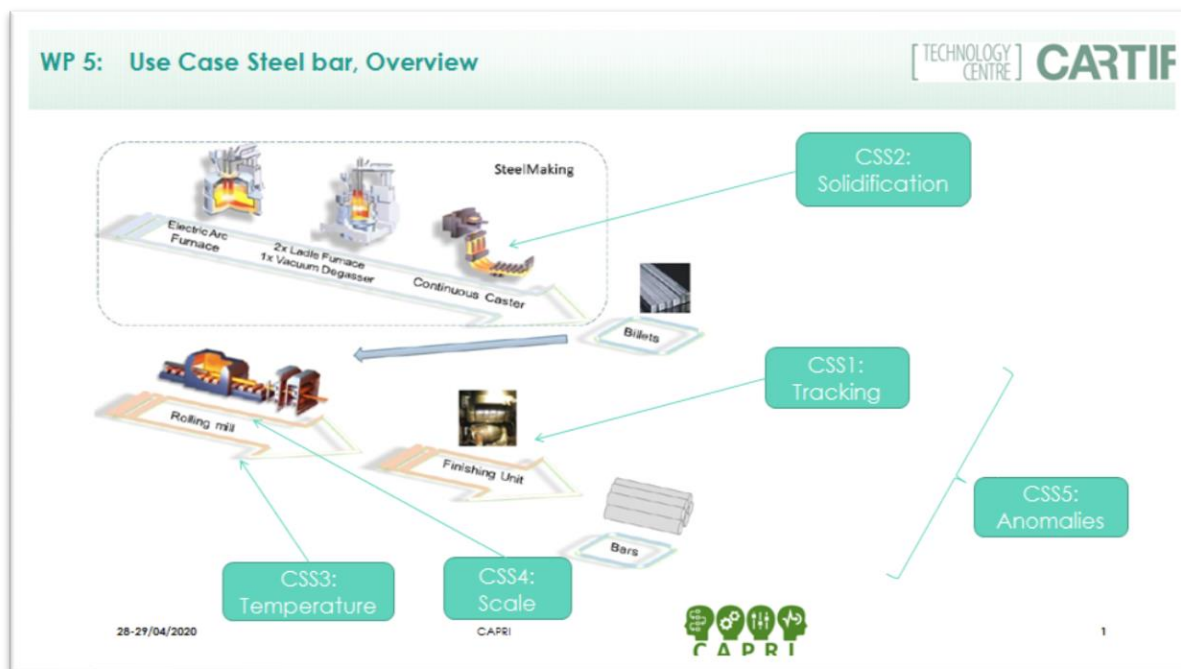 WP 5: Use Case Steel bar, Overview
[TECHNOLOGY
CENTRE]
CARTIF
SteelMaking
CSS2:
Solidification
Electric Arc
Furnace
2x Ladle Furnace
1x Vacuum Degasser
Continuous Caster
Billets
CSS1:
Tracking
Rolling mill
Finishing Unit
CSS5:
Anomalies
Bars
CSS3:
Temperature
CSS4:
Scale
28-29/04/2020
CAPRI
CAPRI
1